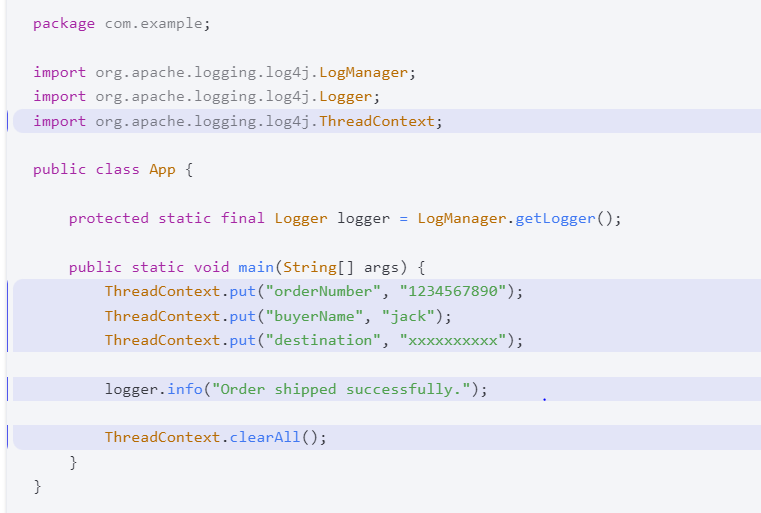 package com.example;
import org.apache.logging.log4j.LogManager;
import org.apache.logging.log4j.Logger;
import org.apache.logging.log4j.ThreadContext;
public class App {
protected static final Logger logger = LogManager.getLogger();
public static void main(String[] args) {
ThreadContext.put("orderNumber", "1234567890");
ThreadContext.put("buyerName", "jack");
ThreadContext.put("destination", "xxxxxxxxxx");
logger.info("Order shipped successfully.");
ThreadContext.clearAll();
}
}